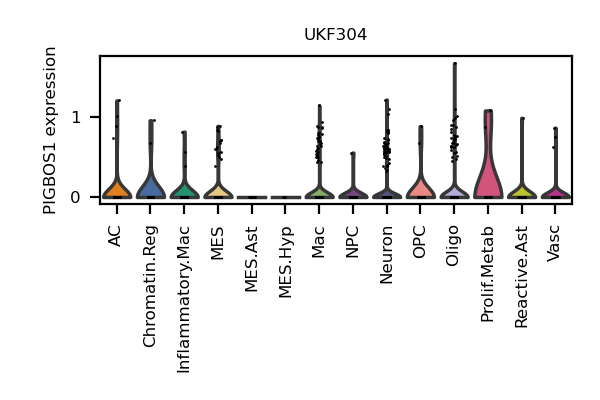 UKF304
PIGBOS1 expression
1
0
AC
Chromatin.Reg
Inflammatory.Mac
MES
MES.Ast
MES.Hyp
Mac
NPC
Neuron
OPC
Oligo
Prolif.Metab
Reactive.Ast
Vasc